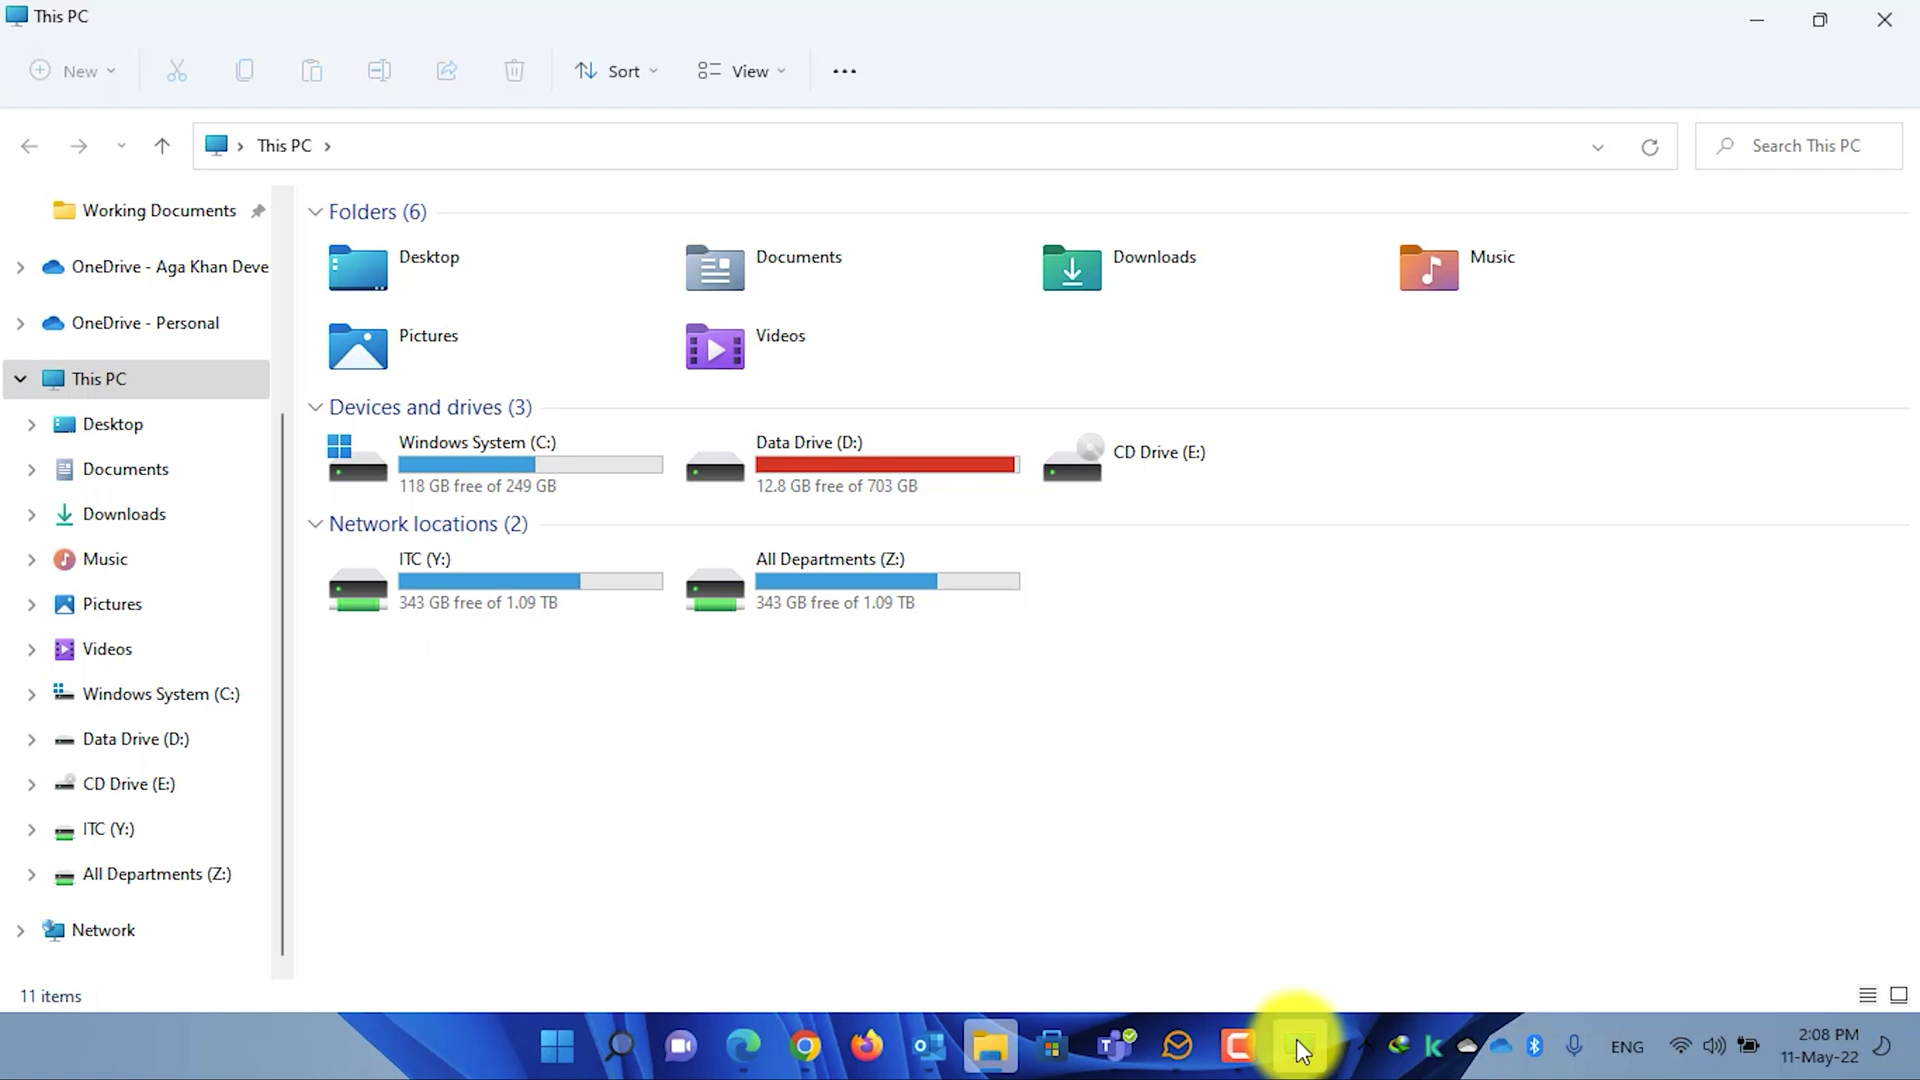 This PC
New
Sort
View
This PC
Search This PC
Working Documents
OneDrive - Aga Khan Deve
OneDrive - Personal
This PC
Desktop
Documents
Downloads
Music
Pictures
Videos
Windows System (C:)
Data Drive (D:)
CD Drive (E:)
ITC (Y:)
All Departments (Z:)
Network
Folders (6)
Desktop
Documents
Downloads
Music
Pictures
Videos
Devices and drives (3)
Windows System (C:)
118 GB free of 249 GB
Data Drive (D:)
12.8 GB free of 703 GB
CD Drive (E:)
Network locations (2)
ITC (Y:)
343 GB free of 1.09 TB
All Departments (Z:)
343 GB free of 1.09 TB
11 items
ENG
2:08 PM
11-May-22